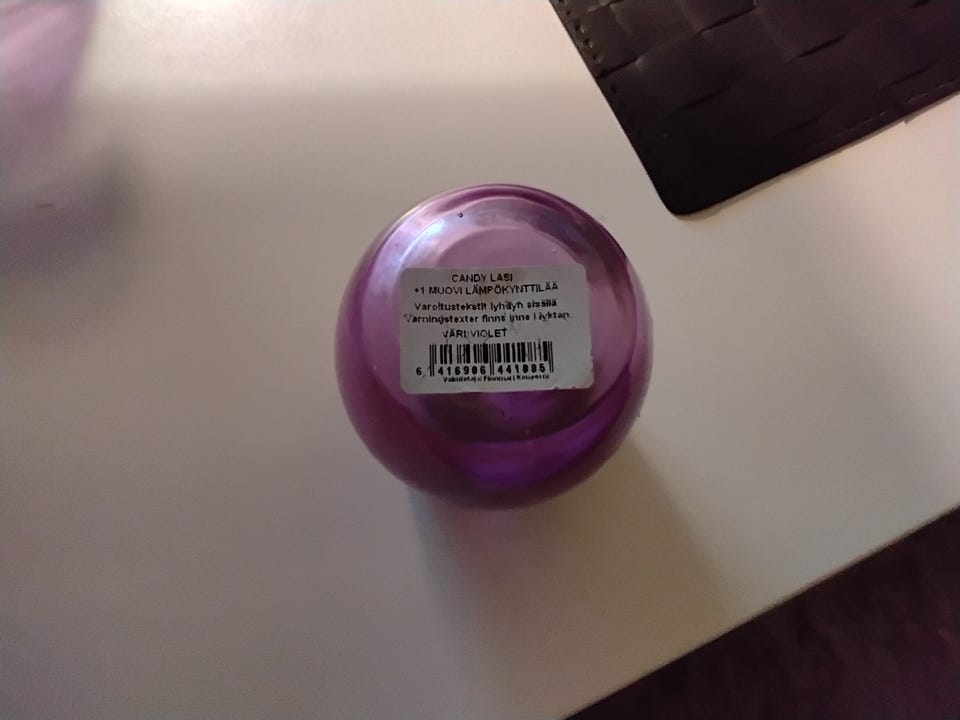 CANDY LASI
+1 MUOVI LÄMPÖKYNTTILÄÄ
Varoitustekstit lyhdyn sisällä
Varningstexter finns inne i lyktan.
VÄRI:VIOLET
6 416906 441085